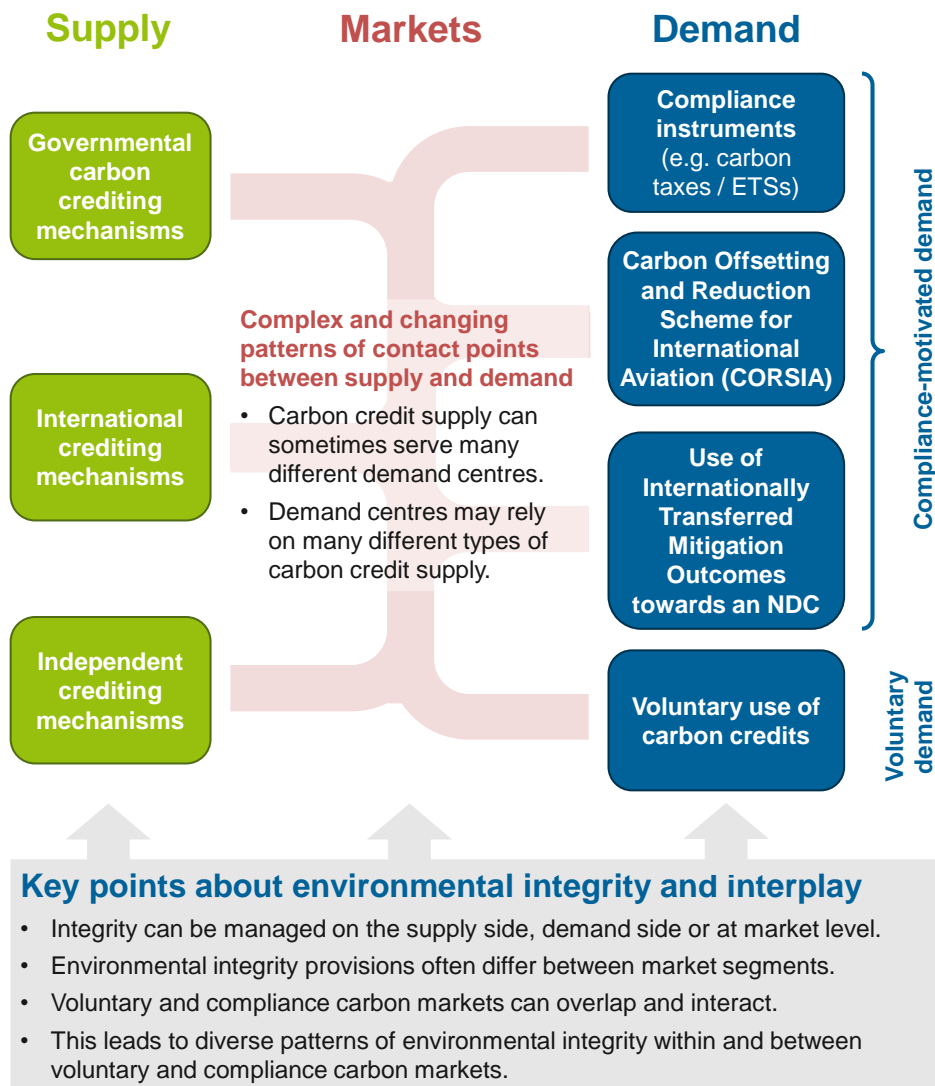 Supply
Markets
Demand
Governmental
carbon
crediting
mechanisms
International
crediting
mechanisms
Independent
crediting
mechanisms
Complex and changing
patterns of contact points
between supply and demand
• Carbon credit supply can
sometimes serve many
different demand centres.
• Demand centres may rely
on many different types of
carbon credit supply.
Compliance
instruments
(e.g. carbon
taxes / ETSs)
Carbon Offsetting
and Reduction
Scheme for
International
Aviation (CORSIA)
Use of
Internationally
Transferred
Mitigation
Outcomes
towards an NDC
Voluntary use of
carbon credits
Compliance-motivated demand
Voluntary
demand
Key points about environmental integrity and interplay
• Integrity can be managed on the supply side, demand side or at market level.
• Environmental integrity provisions often differ between market segments.
• Voluntary and compliance carbon markets can overlap and interact.
• This leads to diverse patterns of environmental integrity within and between
voluntary and compliance carbon markets.